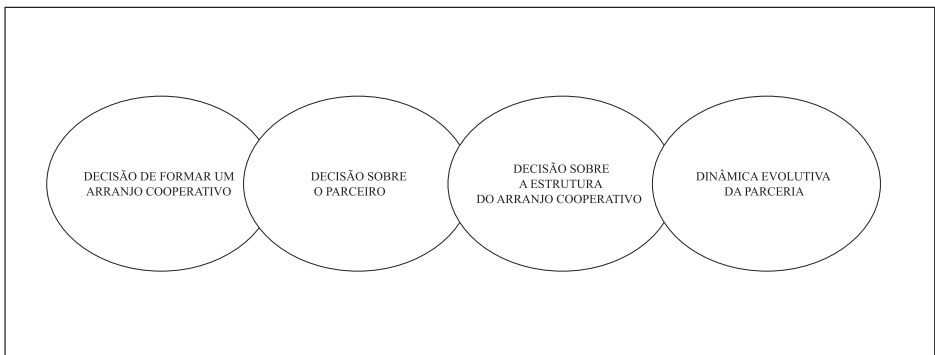 DECISÃO DE FORMAR UM
ARRANJO COOPERATIVO
DECISÃO SOBRE
O PARCEIRO
DECISÃO SOBRE
A ESTRUTURA
DO ARRANJO COOPERATIVO
DINÂMICA EVOLUTIVA
DA PARCERIA